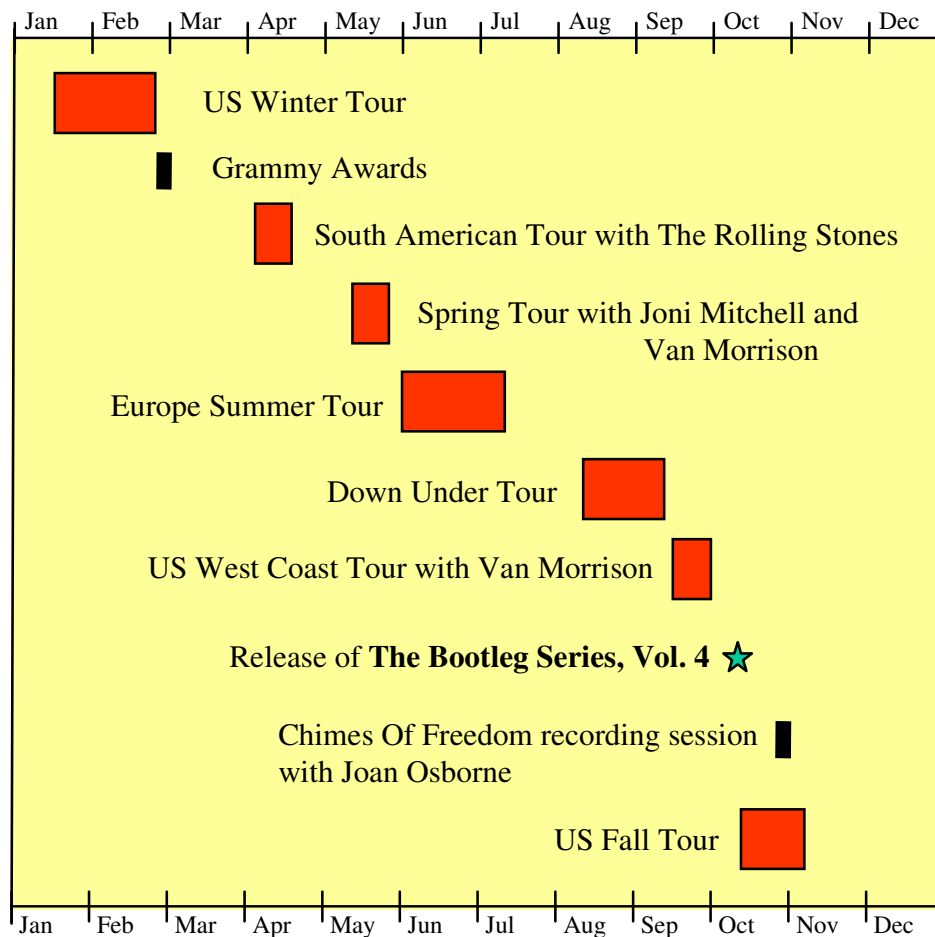 Jan Feb Mar Apr May Jun Jul Aug Sep Oct Nov Dec
US Winter Tour
Grammy Awards
South American Tour with The Rolling Stones
Spring Tour with Joni Mitchell and
Van Morrison
Europe Summer Tour
Down Under Tour
US West Coast Tour with Van Morrison
Release of The Bootleg Series, Vol. 4
Chimes Of Freedom recording session
with Joan Osborne
US Fall Tour
Jan Feb Mar Apr May Jun Jul Aug Sep Oct Nov Dec